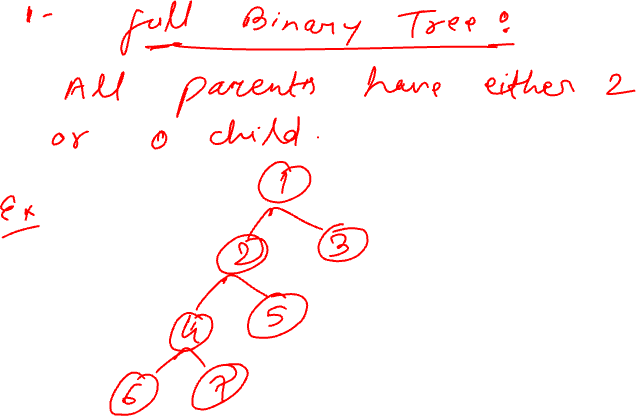 1- full Binary Tree :
All parents have either 2
or 0 child.
Ex
1
2 3
4 5
6 7